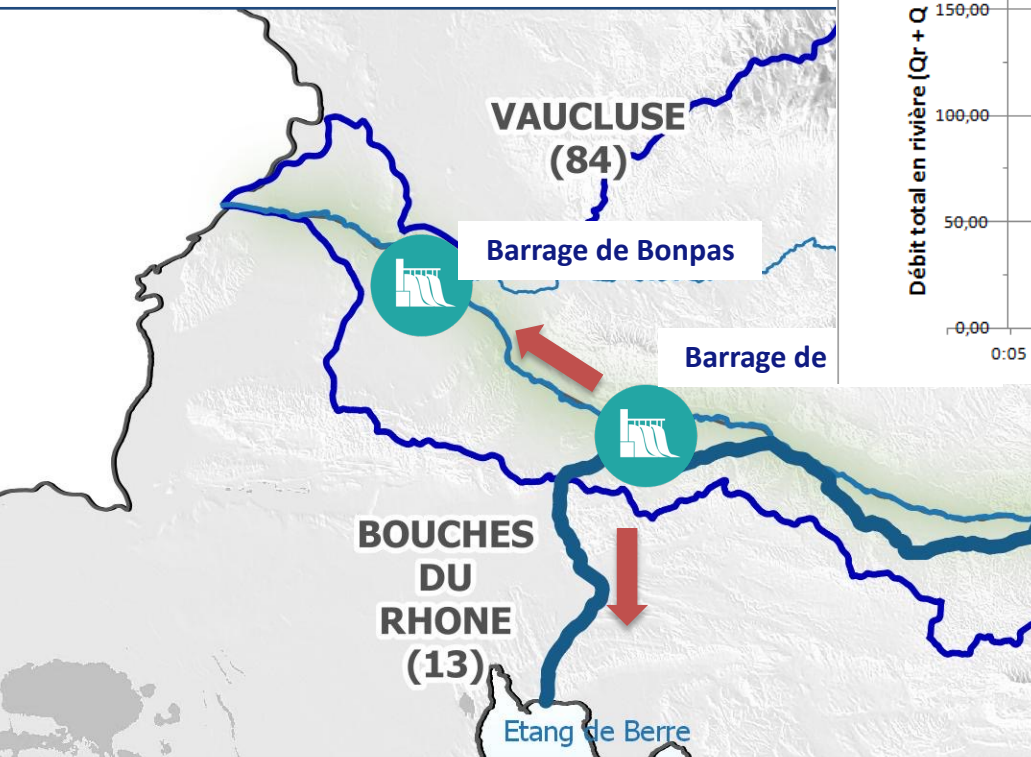 VAUCLUSE
(84)
Barrage de Bonpas
Barrage de
BOUCHES
DU
RHONE
(13)
Etang de Berre
Débit total en rivière (Qr + Q
150,00
100,00
50,00
0,00
0:05